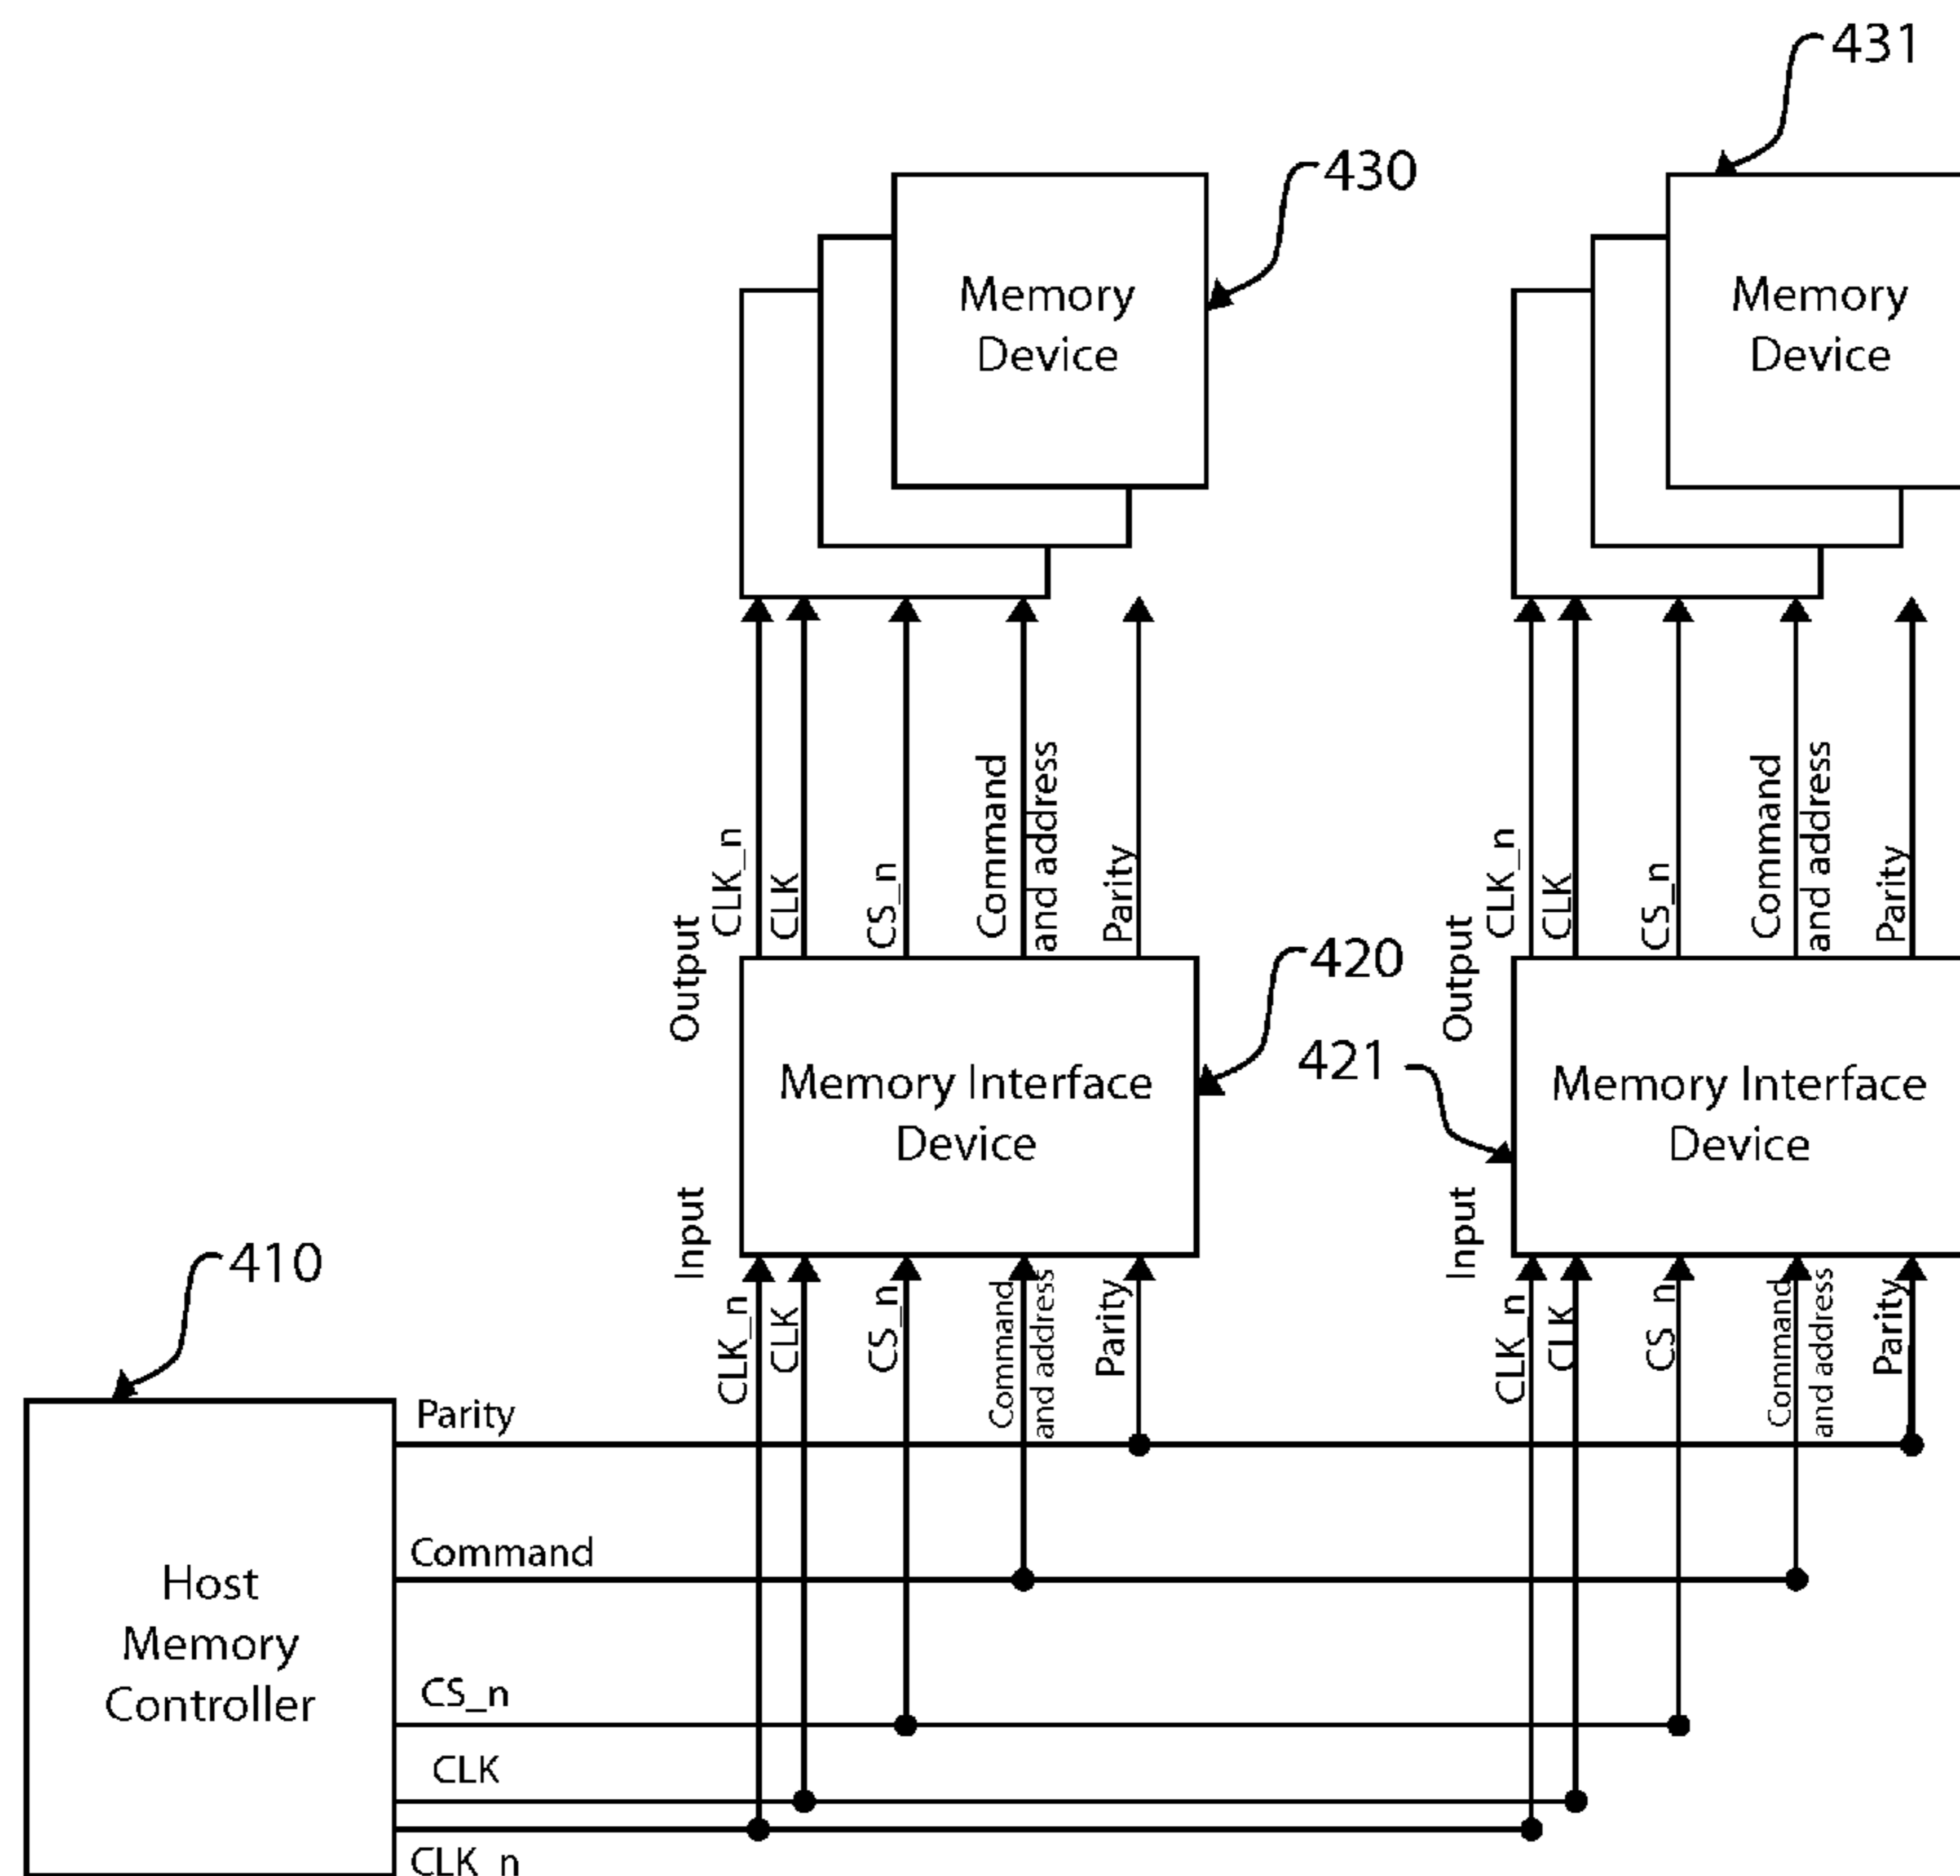 431
430
Memory
Device
Memory
Device
Output
CLK_n
CLK
CS_n
Command
and address
Parity
Output
CLK_n
CLK
CS_n
Command
and address
Parity
420
421
Memory Interface
Device
Memory Interface
Device
Input
CLK_n
CLK
CS_n
Command
and address
Parity
Input
CLK_n
CLK
CS_n
Command
and address
Parity
410
Parity
Command
CS_n
CLK
CLK_n
Host
Memory
Controller